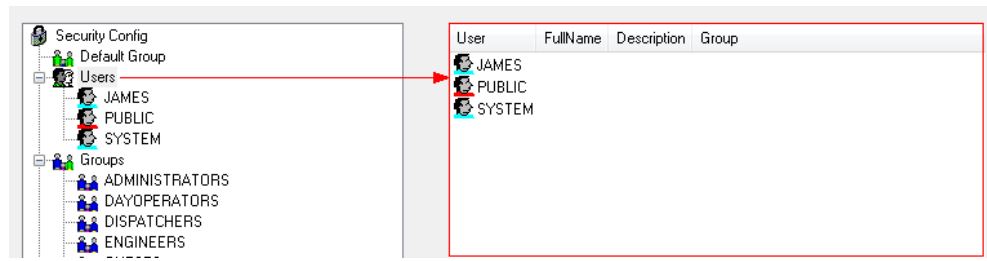 Security Config
Default Group
Users
JAMES
PUBLIC
SYSTEM
Groups
ADMINISTRATORS
DAYOPERATORS
DISPATCHERS
ENGINEERS
User FullName Description Group
JAMES
PUBLIC
SYSTEM